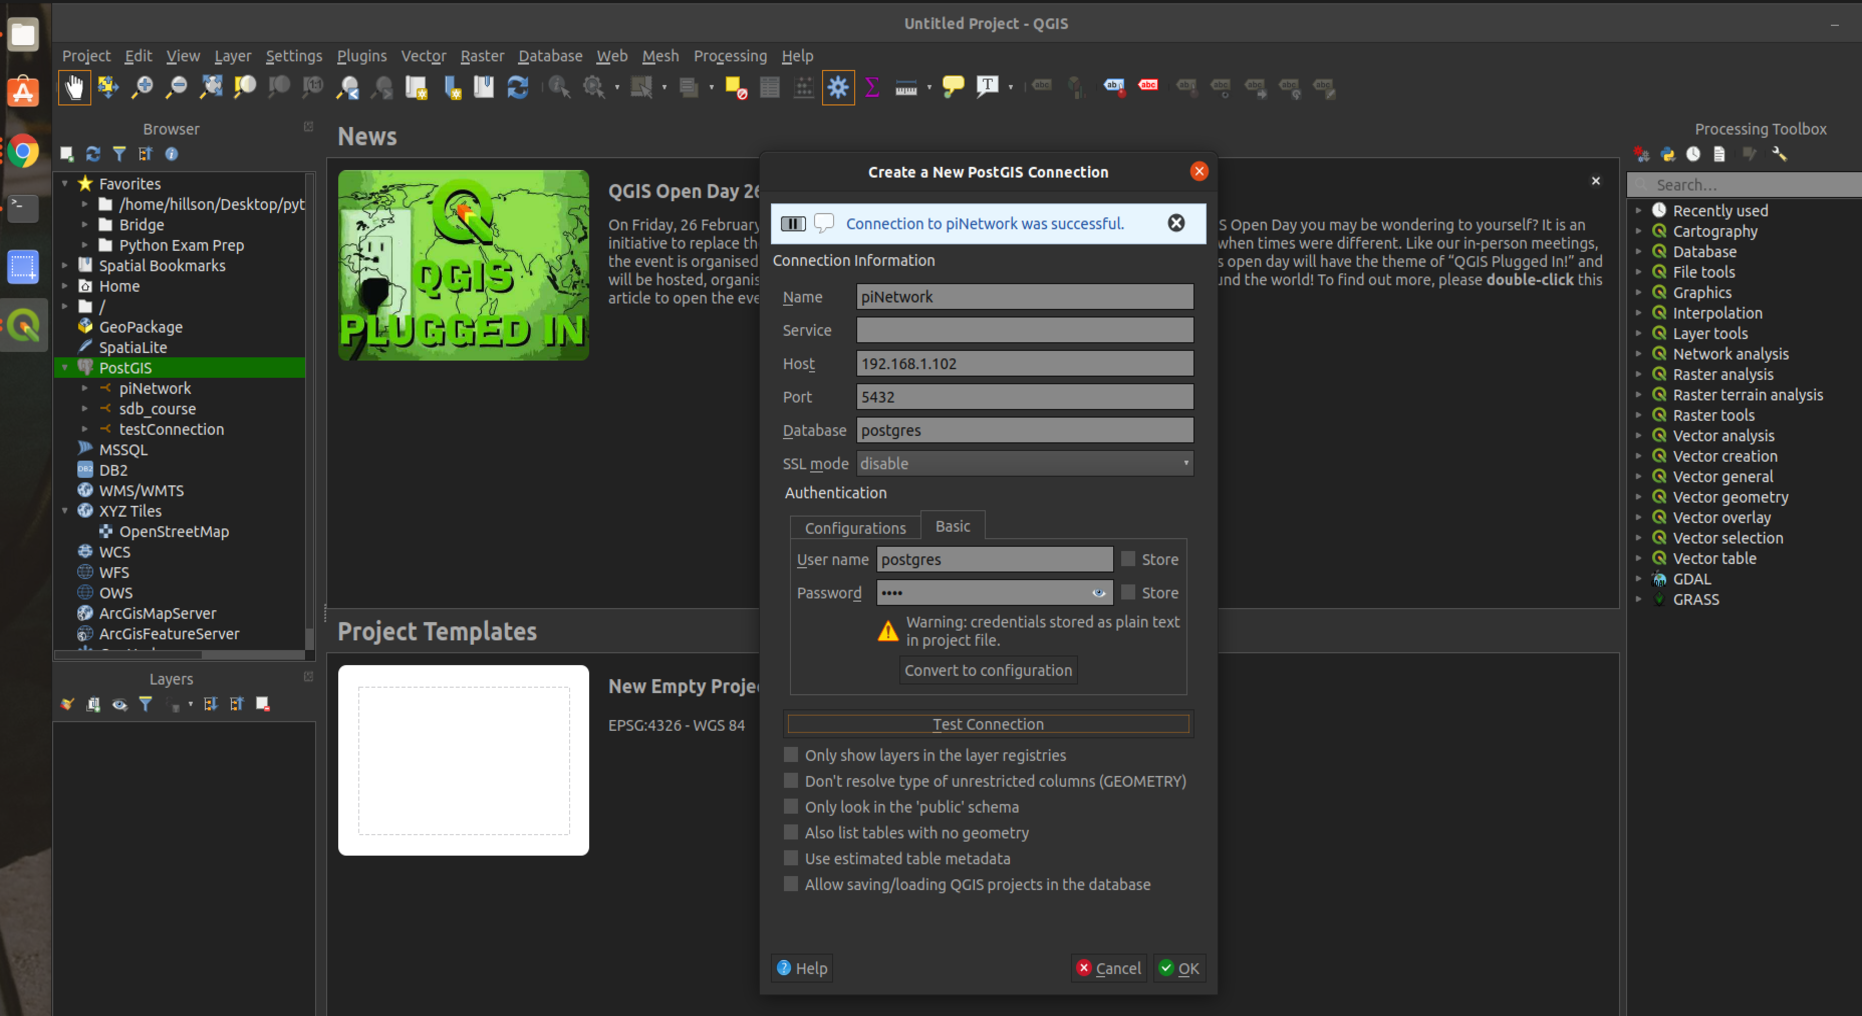 Untitled Project - QGIS
Project Edit View Layer Settings Plugins Vector Raster Database Web Mesh Processing Help
Browser
Favorites
/home/hillson/Desktop/pyt
Bridge
Python Exam Prep
Spatial Bookmarks
Home
/
GeoPackage
SpatiaLite
PostGIS
piNetwork
sdb_course
testConnection
MSSQL
DB2
WMS/WMTS
XYZ Tiles
OpenStreetMap
WCS
WFS
OWS
ArcGisMapServer
ArcGisFeatureServer
Layers
News
QGIS
PLUGGED IN
QGIS Open Day 26
On Friday, 26 February
initiative to replace th
the event is organised
will be hosted, organis
article to open the eve
S Open Day you may be wondering to yourself? It is an
when times were different. Like our in-person meetings,
s open day will have the theme of “QGIS Plugged In!” and
und the world! To find out more, please double-click this
Project Templates
New Empty Proje
EPSG:4326 - WGS 84
Create a New PostGIS Connection
Connection to piNetwork was successful.
Connection Information
Name piNetwork
Service
Host 192.168.1.102
Port 5432
Database postgres
SSL mode disable
Authentication
Configurations Basic
User name postgres Store
Password •••• Store
Warning: credentials stored as plain text
in project file.
Convert to configuration
Test Connection
Only show layers in the layer registries
Don't resolve type of unrestricted columns (GEOMETRY)
Only look in the 'public' schema
Also list tables with no geometry
Use estimated table metadata
Allow saving/loading QGIS projects in the database
Help Cancel OK
Processing Toolbox
Search…
Recently used
Cartography
Database
File tools
Graphics
Interpolation
Layer tools
Network analysis
Raster analysis
Raster terrain analysis
Raster tools
Vector analysis
Vector creation
Vector general
Vector geometry
Vector overlay
Vector selection
Vector table
GDAL
GRASS